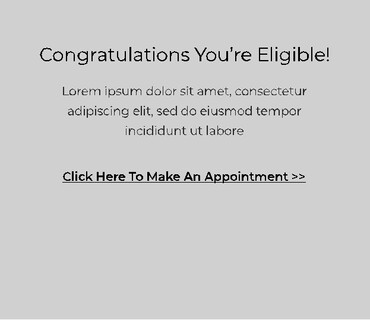 Congratulations You're Eligible!
Lorem ipsum dolor sit amet, consectetur
adipiscing elit, sed do eiusmod tempor
incididunt ut labore
Click Here To Make An Appointment >>